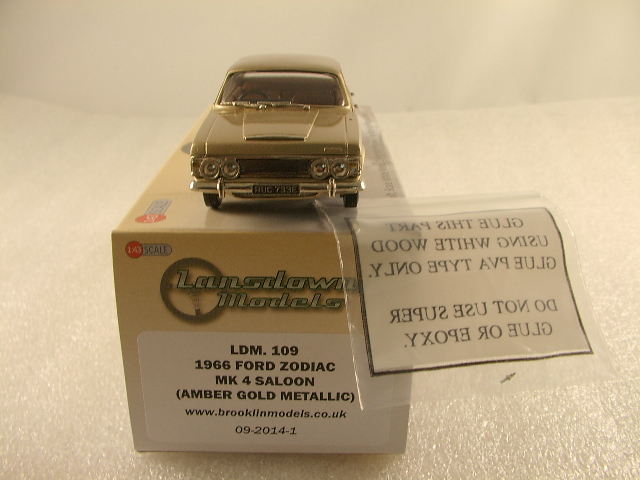 HUC 733E
1:43 SCALE
Lansdowne
Models
LDM. 109
1966 FORD ZODIAC
MK 4 SALOON
(AMBER GOLD METALLIC)
www.brooklinmodels.co.uk
09-2014-1
GLUE THIS PART
USING WHITE WOOD
GLUE PVA TYPE ONLY.
DO NOT USE SUPER
GLUE OR EPOXY.